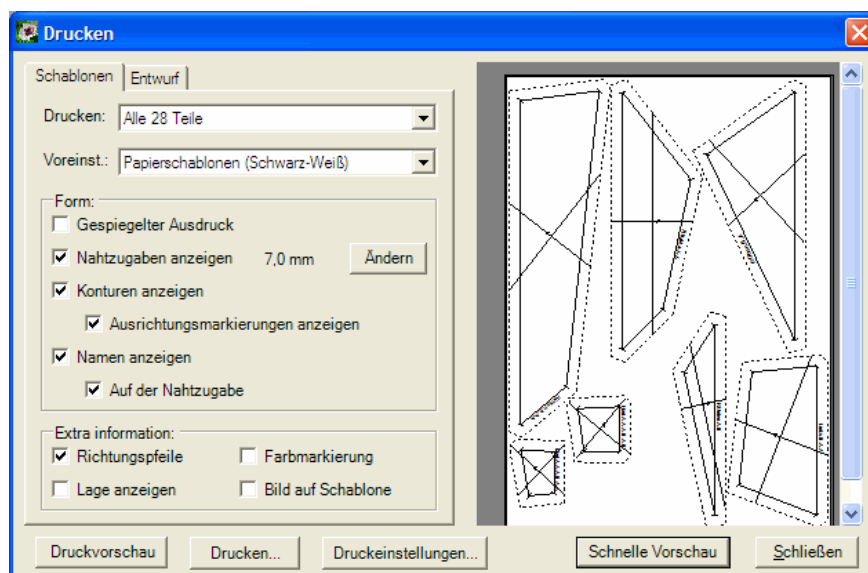 Drucken
Schablonen Entwurf
Drucken: Alle 28 Teile
Voreinst.: Papierschablonen (Schwarz-Weiß)
Form:
Gespiegelter Ausdruck
Nahtzugaben anzeigen 7,0 mm Ändern
Konturen anzeigen
Ausrichtungsmarkierungen anzeigen
Namen anzeigen
Auf der Nahtzugabe
Extra information:
Richtungspfeile Farbmarkierung
Lage anzeigen Bild auf Schablone
Druckvorschau Drucken... Druckeinstellungen... Schnelle Vorschau Schließen